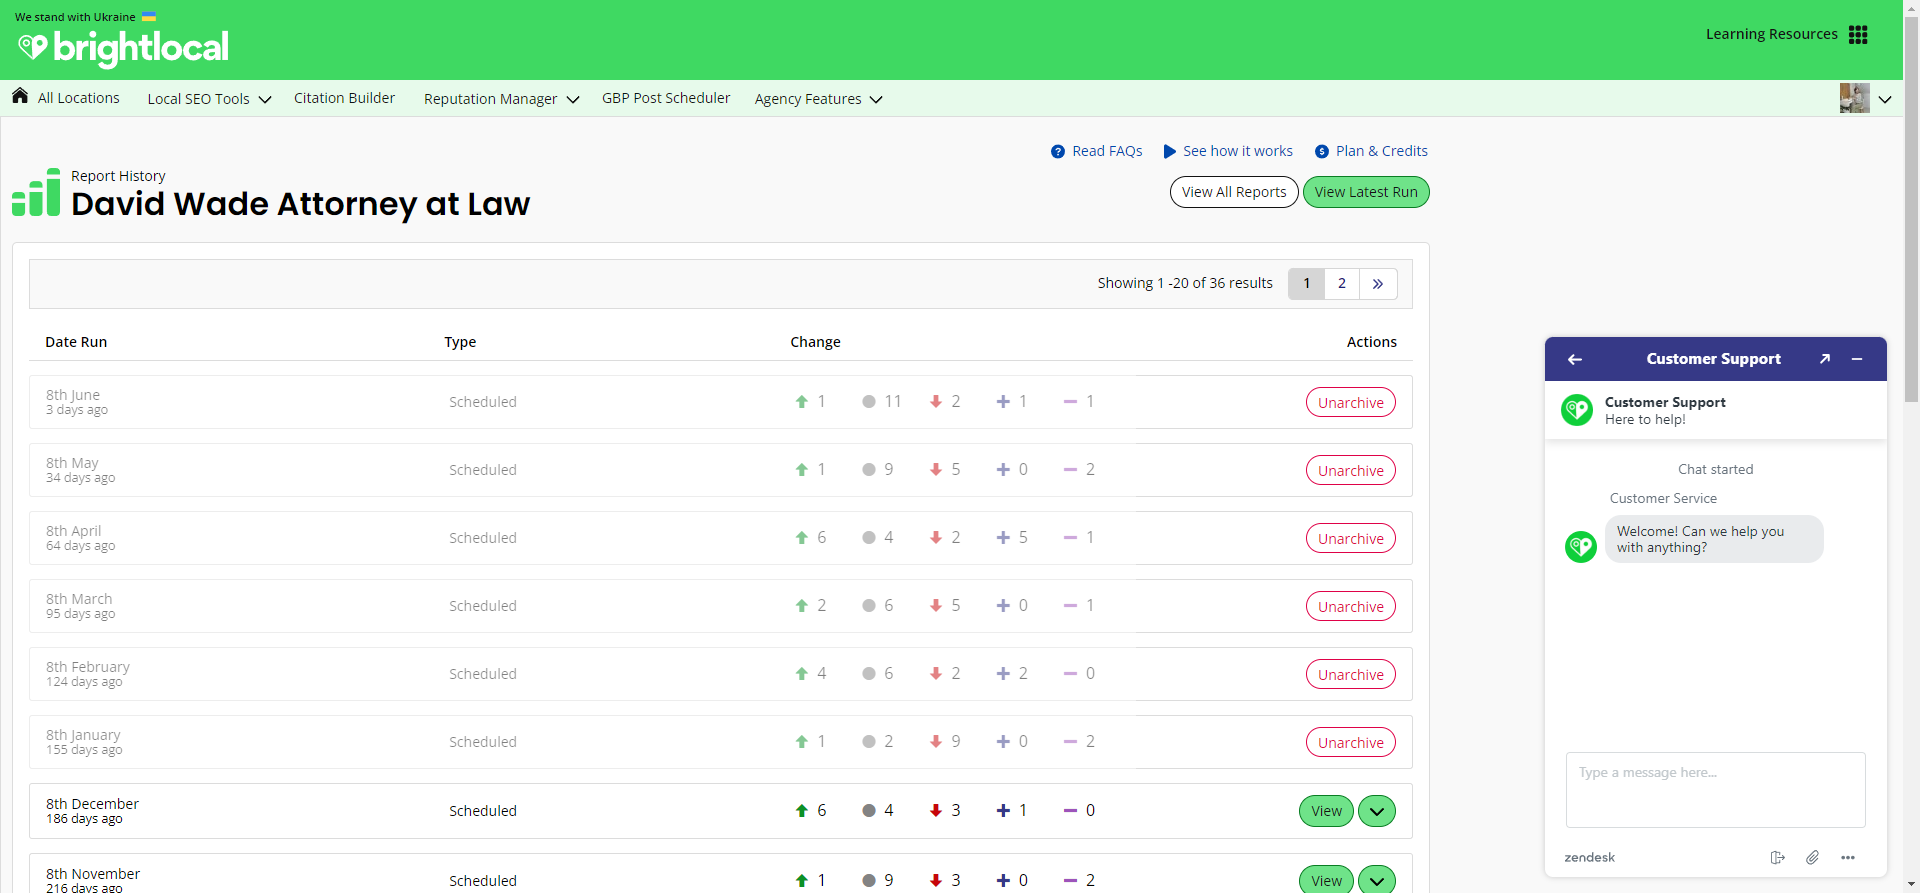 We stand with Ukraine
brightlocal
Learning Resources
All Locations
Local SEO Tools
Citation Builder
Reputation Manager
GBP Post Scheduler
Agency Features
Read FAQs
See how it works
Plan & Credits
Report History
David Wade Attorney at Law
View All Reports
View Latest Run
Showing 1 -20 of 36 results
1
2
»
Date Run Type Change Actions
8th June
3 days ago
Scheduled 1 11 2 1 1 Unarchive
8th May
34 days ago
Scheduled 1 9 5 0 2 Unarchive
8th April
64 days ago
Scheduled 6 4 2 5 1 Unarchive
8th March
95 days ago
Scheduled 2 6 5 0 1 Unarchive
8th February
124 days ago
Scheduled 4 6 2 2 0 Unarchive
8th January
155 days ago
Scheduled 1 2 9 0 2 Unarchive
8th December
186 days ago
Scheduled 6 4 3 1 0 View
8th November
216 days ago
Scheduled 1 9 3 0 2 View
Customer Support
Customer Support
Here to help!
Chat started
Customer Service
Welcome! Can we help you
with anything?
Type a message here...
zendesk